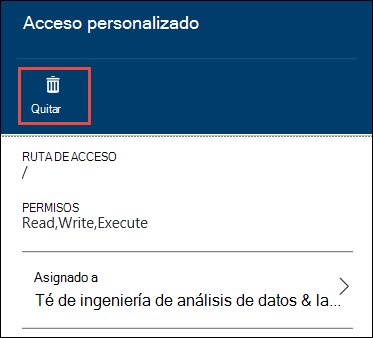 Acceso personalizado
Quitar
RUTA DE ACCESO
/
PERMISOS
Read,Write,Execute
Asignado a
Té de ingeniería de análisis de datos & la...